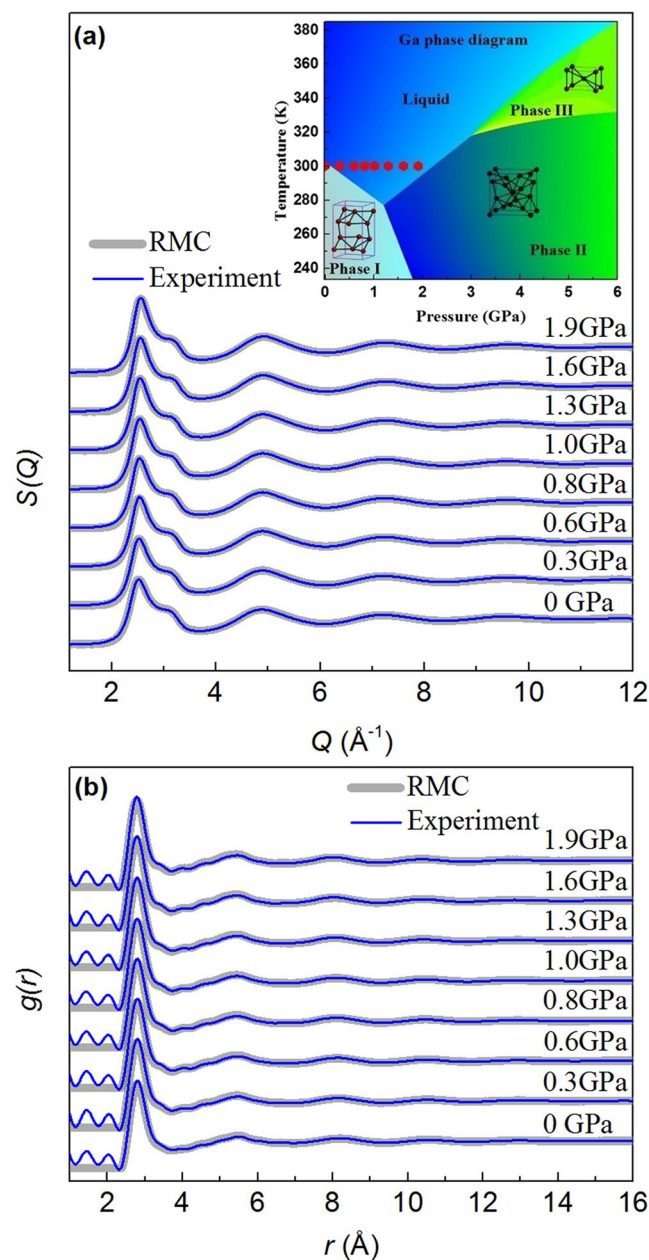 (a)
Ga phase diagram
Liquid
Phase III
Phase II
Phase I
Temperature (K)
380
360
340
320
300
280
260
240
0 1 2 3 4 5 6
Pressure (GPa)
RMC
Experiment
1.9GPa
1.6GPa
1.3GPa
1.0GPa
0.8GPa
0.6GPa
0.3GPa
0 GPa
S(Q)
2 4 6 8 10 12
Q (Å-1)
(b)
RMC
Experiment
1.9GPa
1.6GPa
1.3GPa
1.0GPa
0.8GPa
0.6GPa
0.3GPa
0 GPa
g(r)
2 4 6 8 10 12 14 16
r (Å)